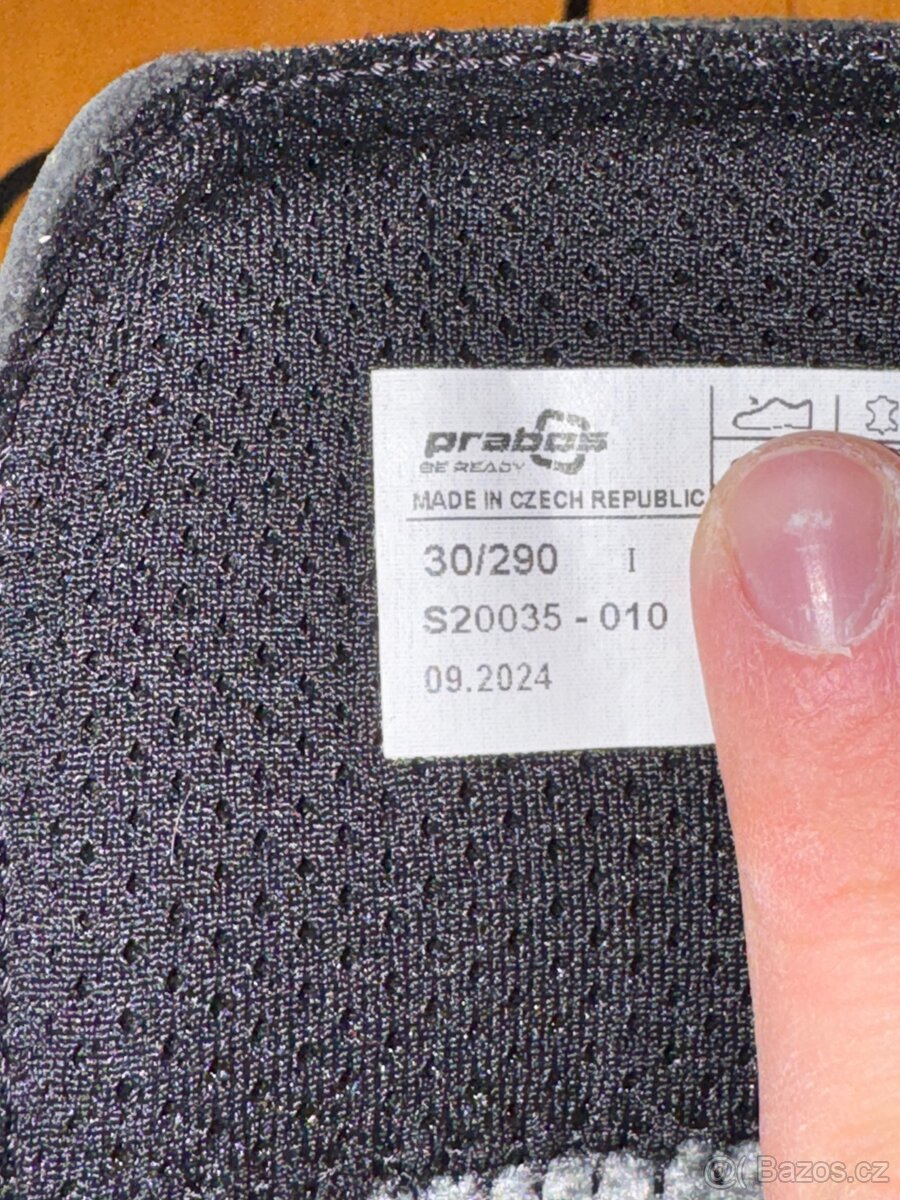 prabos
BE READY
MADE IN CZECH REPUBLIC
30/290 I
S20035 - 010
09.2024
@ Bazos.cz